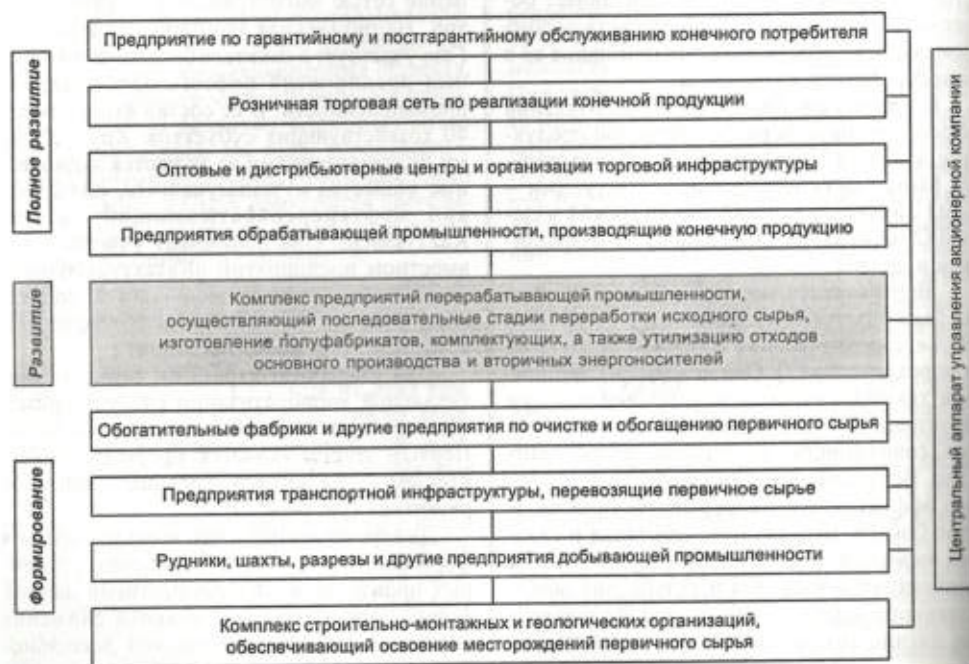 Предприятие по гарантийному и постгарантийному обслуживанию конечного потребителя
Полное развитие
Розничная торговая сеть по реализации конечной продукции
Оптовые и дистрибьютерные центры и организации торговой инфраструктуры
Предприятия обрабатывающей промышленности, производящие конечную продукцию
Развитие
Комплекс предприятий перерабатывающей промышленности,
осуществляющий последовательные стадии переработки исходного сырья,
изготовление полуфабрикатов, комплектующих, а также утилизацию отходов
основного производства и вторичных энергоносителей
Обогатительные фабрики и другие предприятия по очистке и обогащению первичного сырья
Формирование
Предприятия транспортной инфраструктуры, перевозящие первичное сырье
Рудники, шахты, разрезы и другие предприятия добывающей промышленности
Комплекс строительно-монтажных и геологических организаций,
обеспечивающий освоение месторождений первичного сырья
Центральный аппарат управления акционерной компании